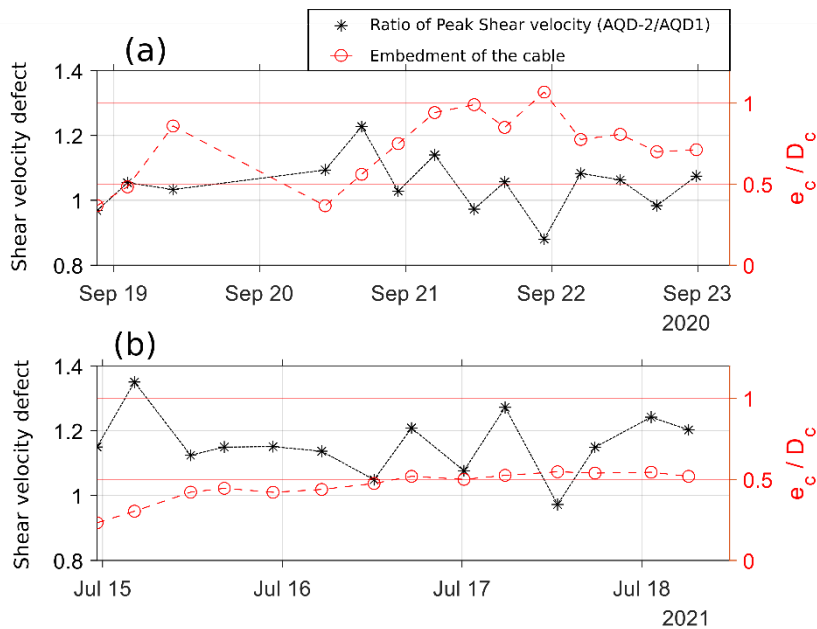 Ratio of Peak Shear velocity (AQD-2/AQD1)
Embedment of the cable
(a)
Shear velocity defect
1.4
1.2
1
0.8
1
0.5
0
e_c / D_c
Sep 19
Sep 20
Sep 21
Sep 22
Sep 23
2020
(b)
Shear velocity defect
1.4
1.2
1
0.8
1
0.5
0
e_c / D_c
Jul 15
Jul 16
Jul 17
Jul 18
2021